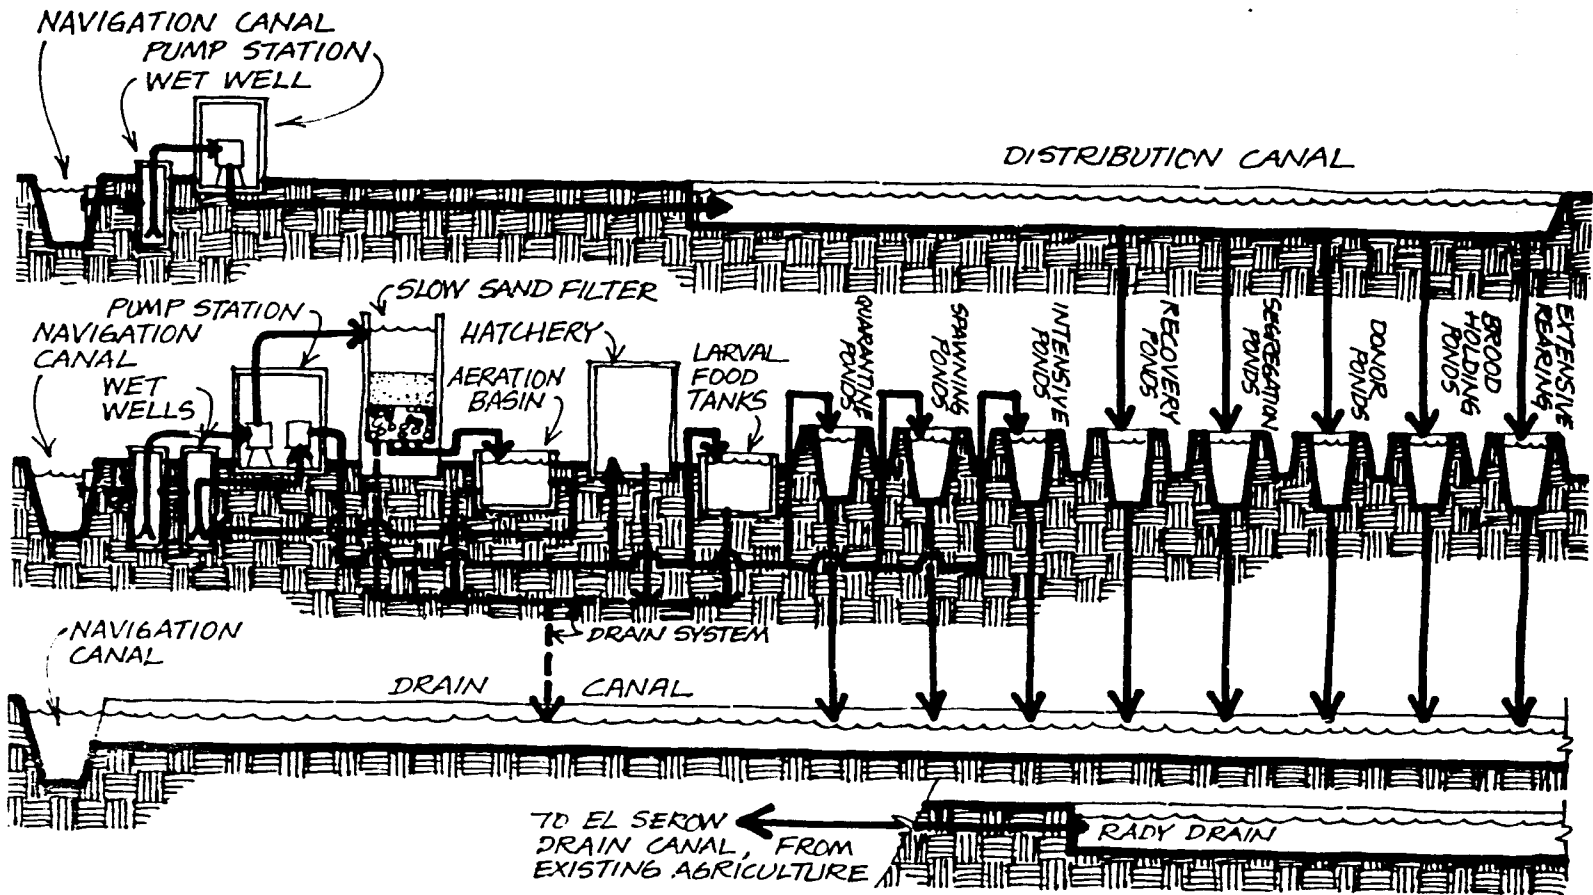 NAVIGATION CANAL
PUMP STATION
WET WELL
DISTRIBUTION CANAL
SLOW SAND FILTER
PUMP STATION
NAVIGATION
CANAL
WET
WELLS
HATCHERY
AERATION
BASIN
LARVAL
FOOD
TANKS
QUARANTINE
PONDS
SPAWNING
PONDS
INTENSIVE
PONDS
RECOVERY
PONDS
SEGREGATION
PONDS
DONOR
PONDS
BROOD
HOLDING
PONDS
EXTENSIVE
REARING
DRAIN SYSTEM
NAVIGATION
CANAL
DRAIN CANAL
TO EL SEROW
DRAIN CANAL, FROM
EXISTING AGRICULTURE
RADY DRAIN